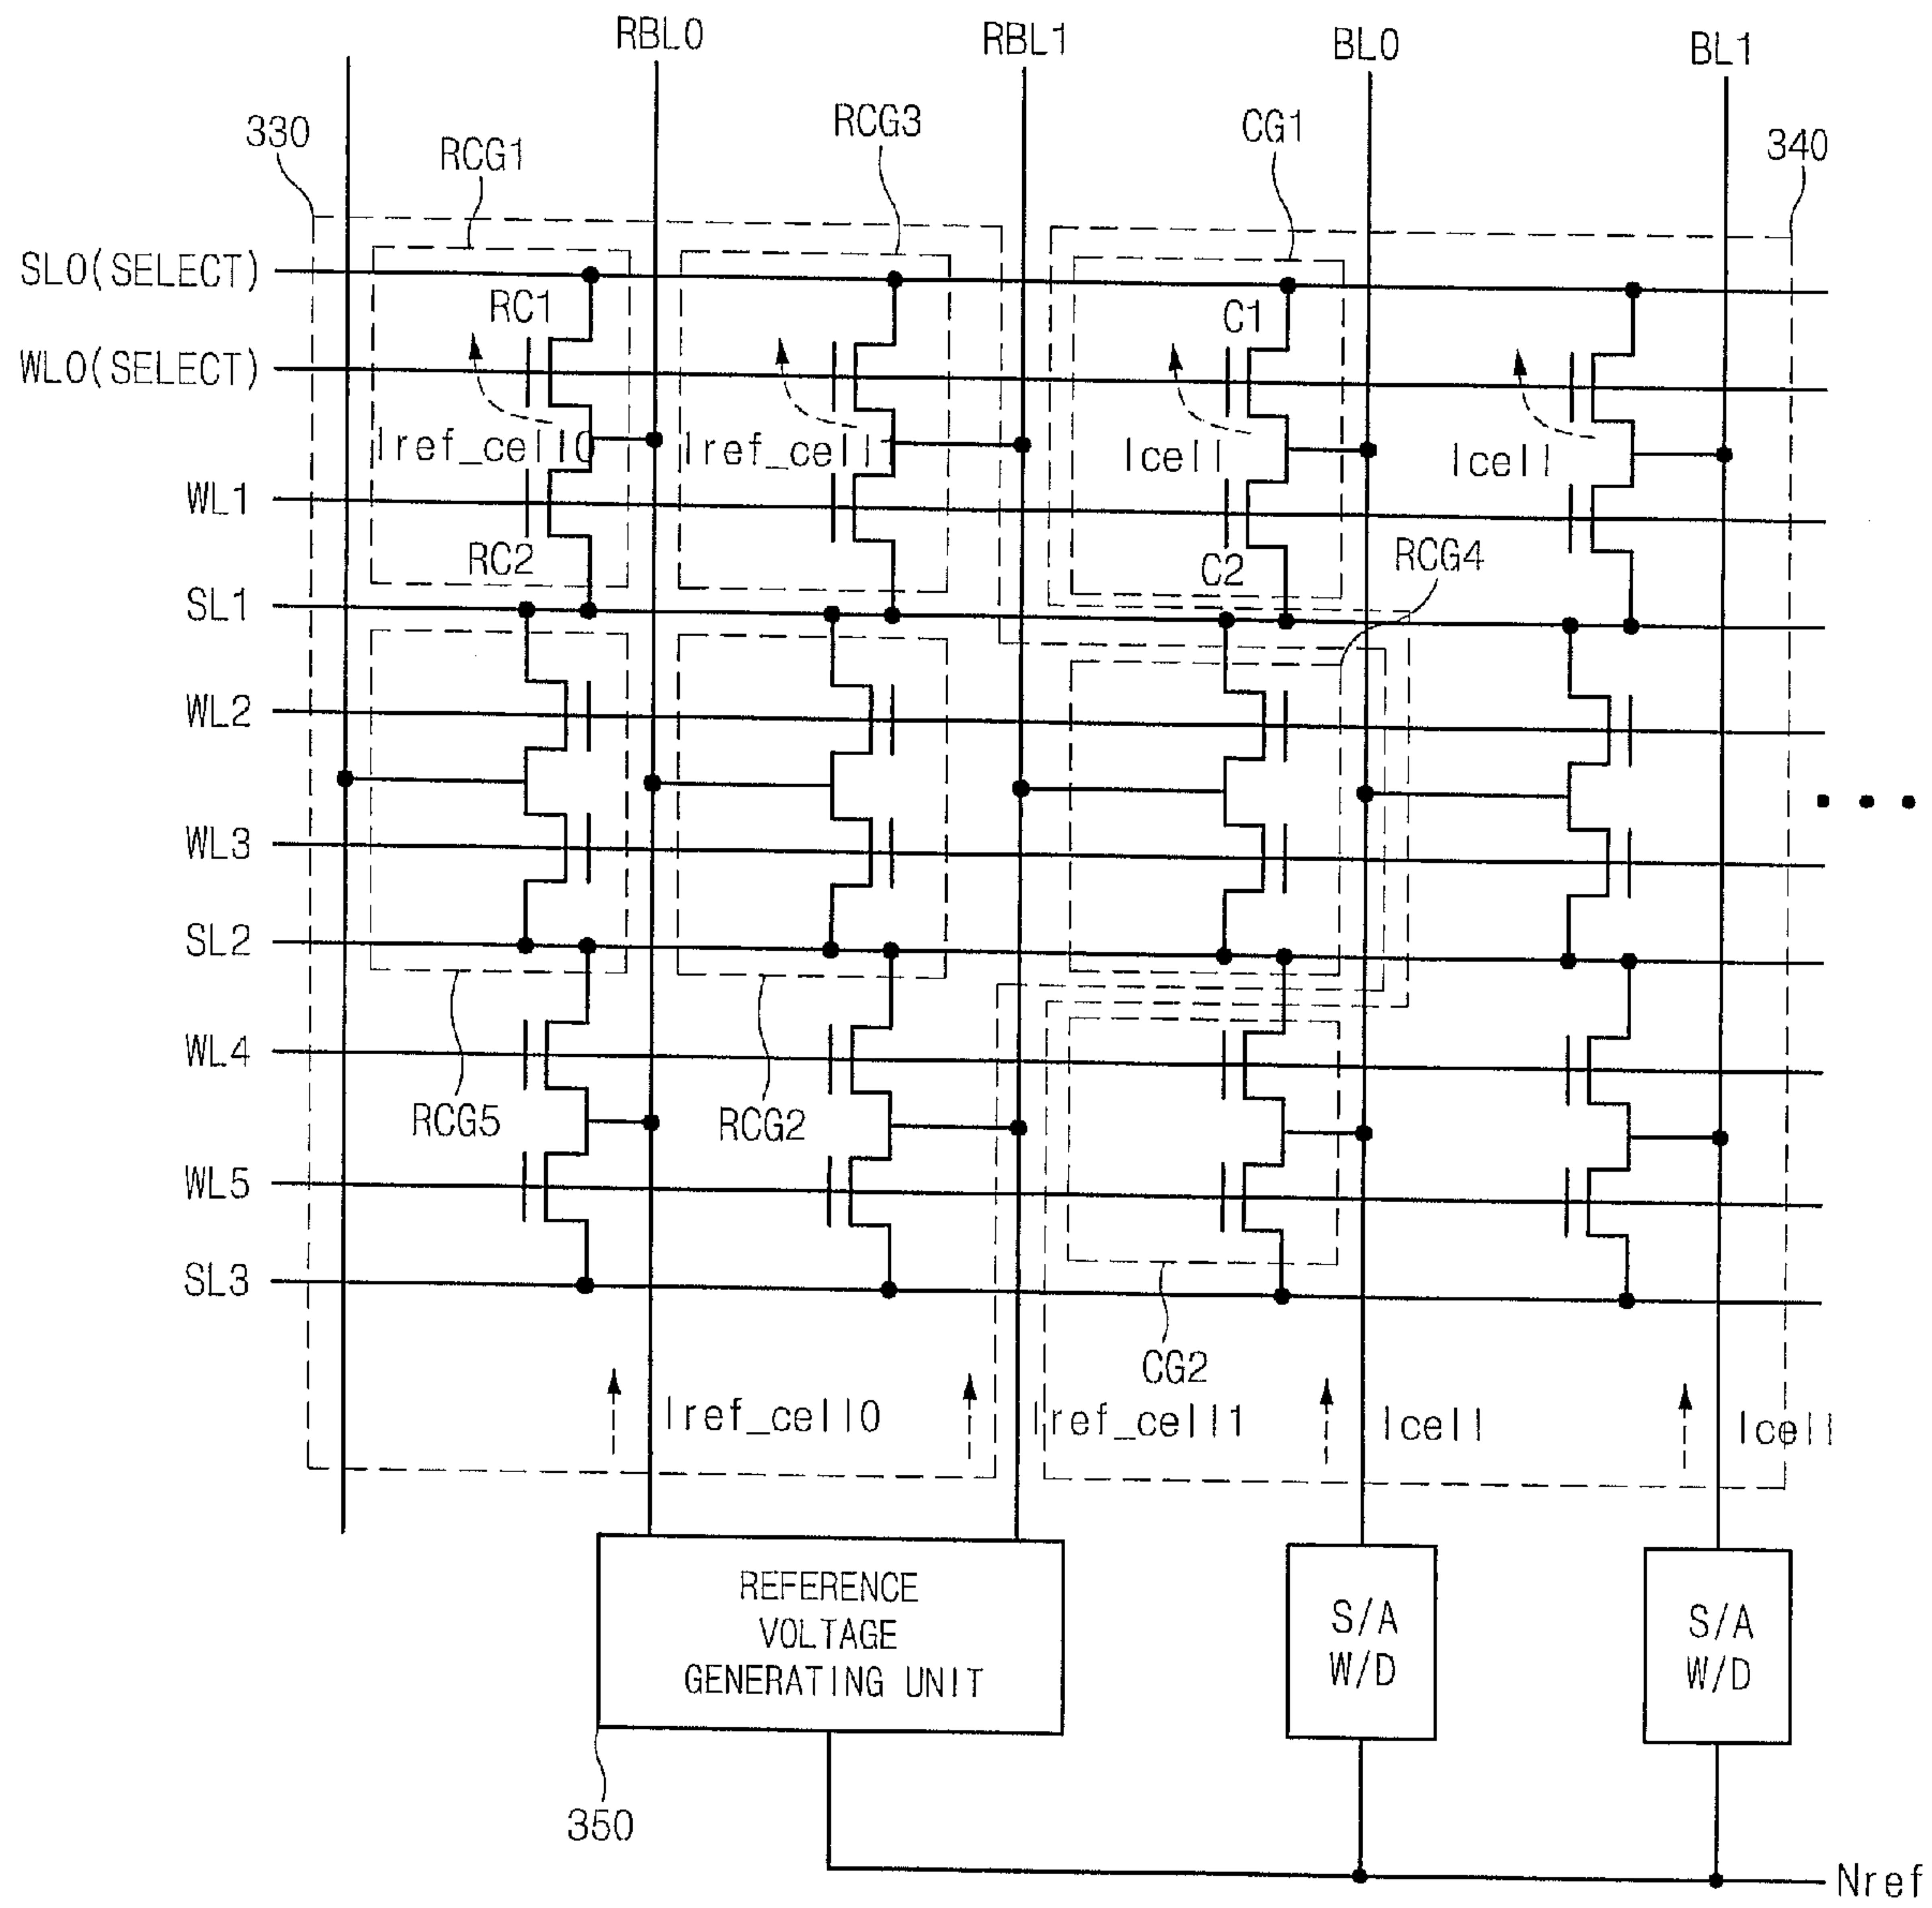 RBL0
RBL1
BL0
BL1
330
RCG1
RCG3
CG1
340
SL0(SELECT)
RC1
C1
WL0(SELECT)
Iref_cell0
Iref_cell1
Icell
Icell
WL1
RC2
C2
RCG4
SL1
WL2
WL3
SL2
WL4
RCG5
RCG2
WL5
SL3
CG2
Iref_cell0
Iref_cell1
Icell
Icell
REFERENCE
VOLTAGE
GENERATING UNIT
S/A
W/D
S/A
W/D
350
Nref